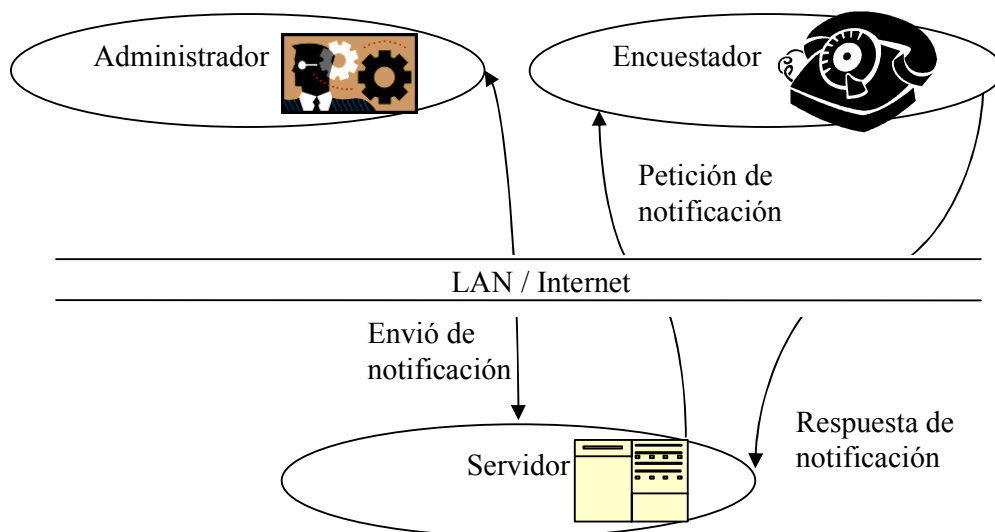 Administrador
Encuestador
Petición de
notificación
LAN / Internet
Envió de
notificación
Respuesta de
notificación
Servidor